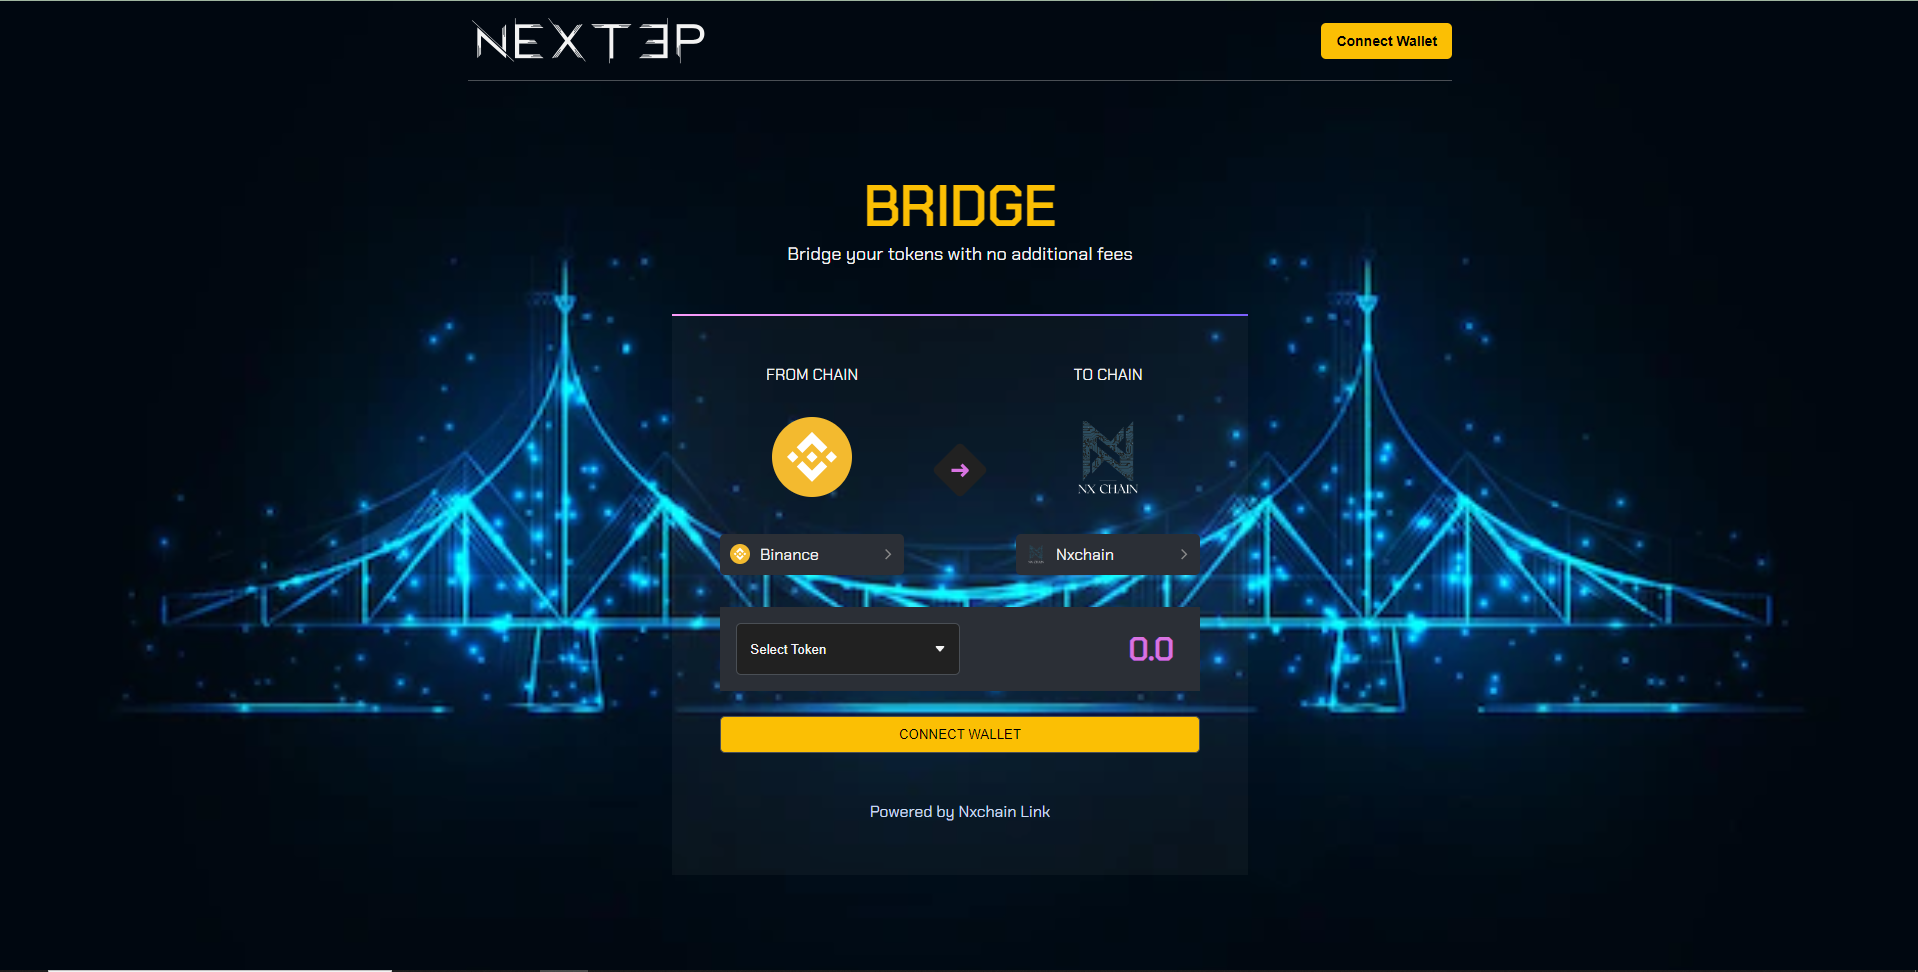 NEXTEP
Connect Wallet
BRIDGE
Bridge your tokens with no additional fees
FROM CHAIN
TO CHAIN
NX CHAIN
Binance
Nxchain
Select Token
0.0
CONNECT WALLET
Powered by Nxchain Link